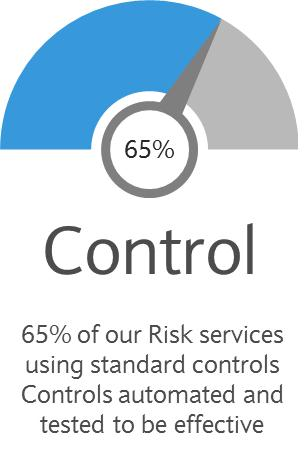 65%
Control
65% of our Risk services
using standard controls
Controls automated and
tested to be effective